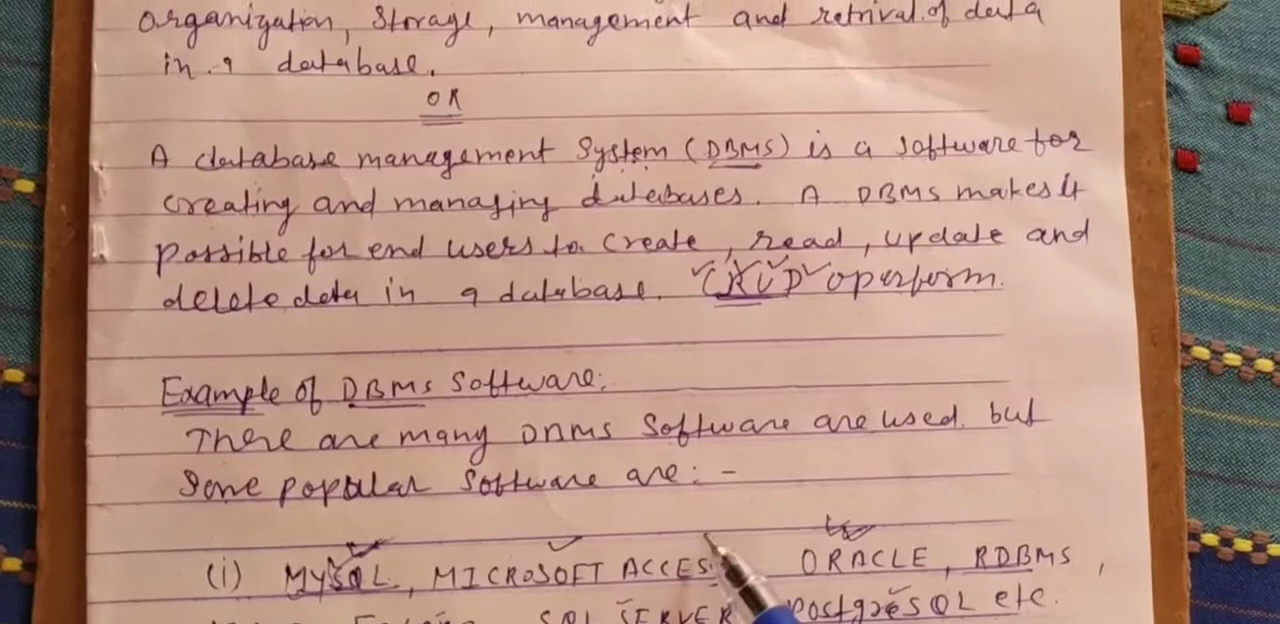 organization, storage, management and retrival of data
in a database.
OR
A database management System (DBMS) is a software for
creating and managing databases. A DBMS makes it
possible for end users to create, read, update and
delete data in a database. CRUD operform.
Example of DBMS Software:
There are many DBMS Software are used. but
Some popular Software are: -
(i) MySQL, MICROSOFT ACCES ORACLE, RDBMS,
SQL SERVER PostgreSQL etc.